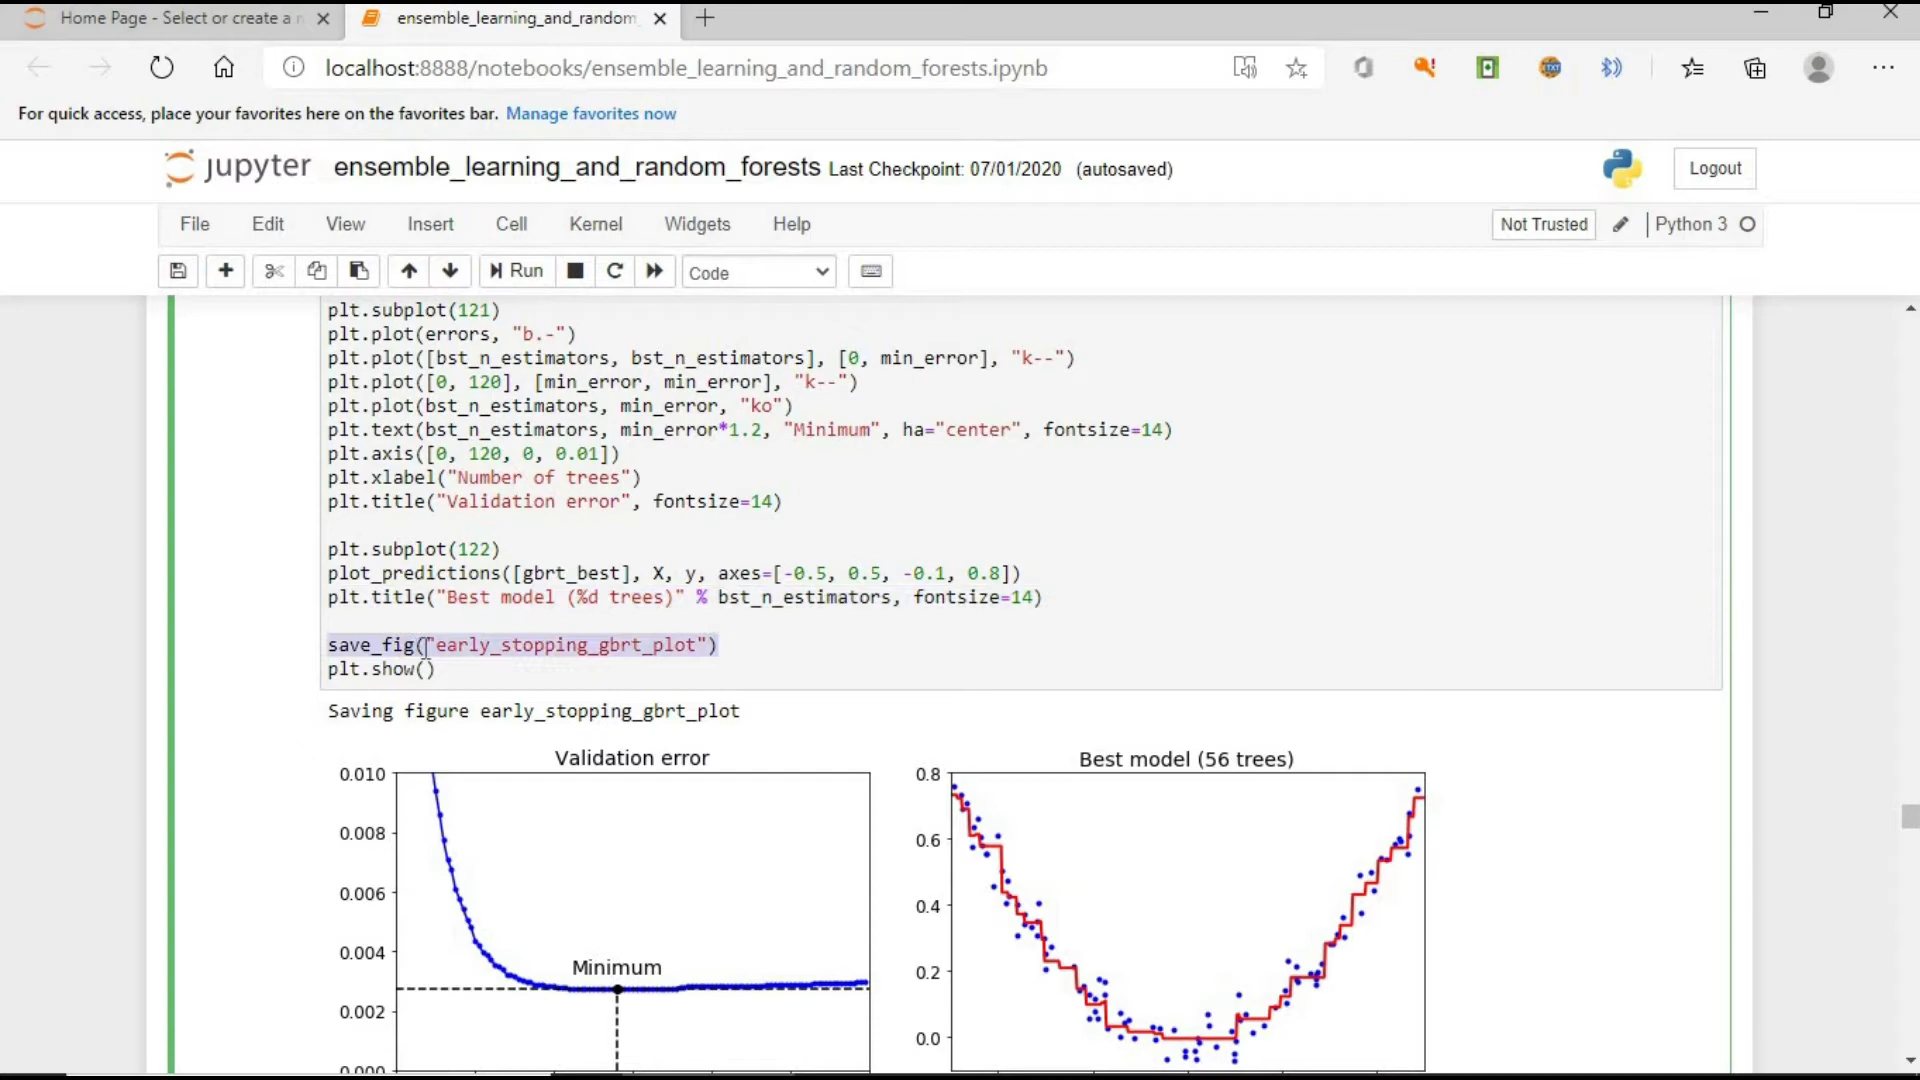 Home Page - Select or create a n
ensemble_learning_and_random_
localhost:8888/notebooks/ensemble_learning_and_random_forests.ipynb
For quick access, place your favorites here on the favorites bar. Manage favorites now
jupyter ensemble_learning_and_random_forests Last Checkpoint: 07/01/2020 (autosaved)
Logout
File Edit View Insert Cell Kernel Widgets Help
Not Trusted
Python 3
Run
Code
plt.subplot(121)
plt.plot(errors, "b.-")
plt.plot([bst_n_estimators, bst_n_estimators], [0, min_error], "k--")
plt.plot([0, 120], [min_error, min_error], "k--")
plt.plot(bst_n_estimators, min_error, "ko")
plt.text(bst_n_estimators, min_error*1.2, "Minimum", ha="center", fontsize=14)
plt.axis([0, 120, 0, 0.01])
plt.xlabel("Number of trees")
plt.title("Validation error", fontsize=14)
plt.subplot(122)
plot_predictions([gbrt_best], X, y, axes=[-0.5, 0.5, -0.1, 0.8])
plt.title("Best model (%d trees)" % bst_n_estimators, fontsize=14)
save_fig("early_stopping_gbrt_plot")
plt.show()
Saving figure early_stopping_gbrt_plot
Validation error
0.010
0.008
0.006
0.004
0.002
0.000
Minimum
Best model (56 trees)
0.8
0.6
0.4
0.2
0.0